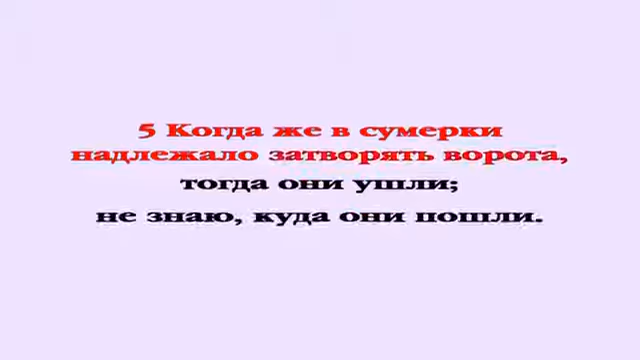 5 Когда же в сумерки
надлежало затворять ворота,
тогда они ушли;
не знаю, куда они пошли.